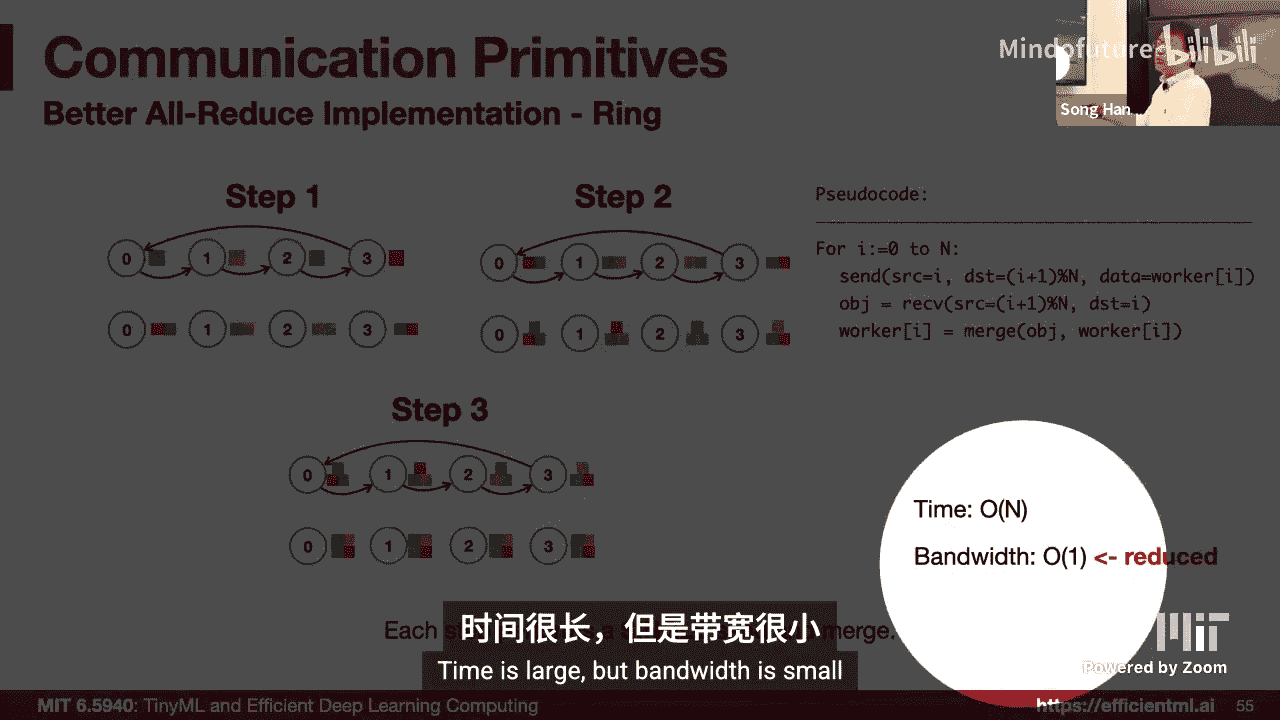 Communication Primitives
Better All-Reduce Implementation - Ring
Mindofuture
bilibili
Song Han
Step 1
0 1 2 3
0 1 2 3
Step 2
0 1 2 3
0 1 2 3
Pseudocode:
For i:=0 to N:
send(src=i, dst=(i+1)%N, data=worker[i])
obj = recv(src=(i+1)%N, dst=i)
worker[i] = merge(obj, worker[i])
Step 3
0 1 2 3
0 1 2 3
Time: O(N)
Bandwidth: O(1) <- reduced
Each
merge.
时间很长，但是带宽很小
Time is large, but bandwidth is small
MIT
Powered by Zoom
MIT 6.5940: TinyML and Efficient Deep Learning Computing
https://efficientml.ai
55